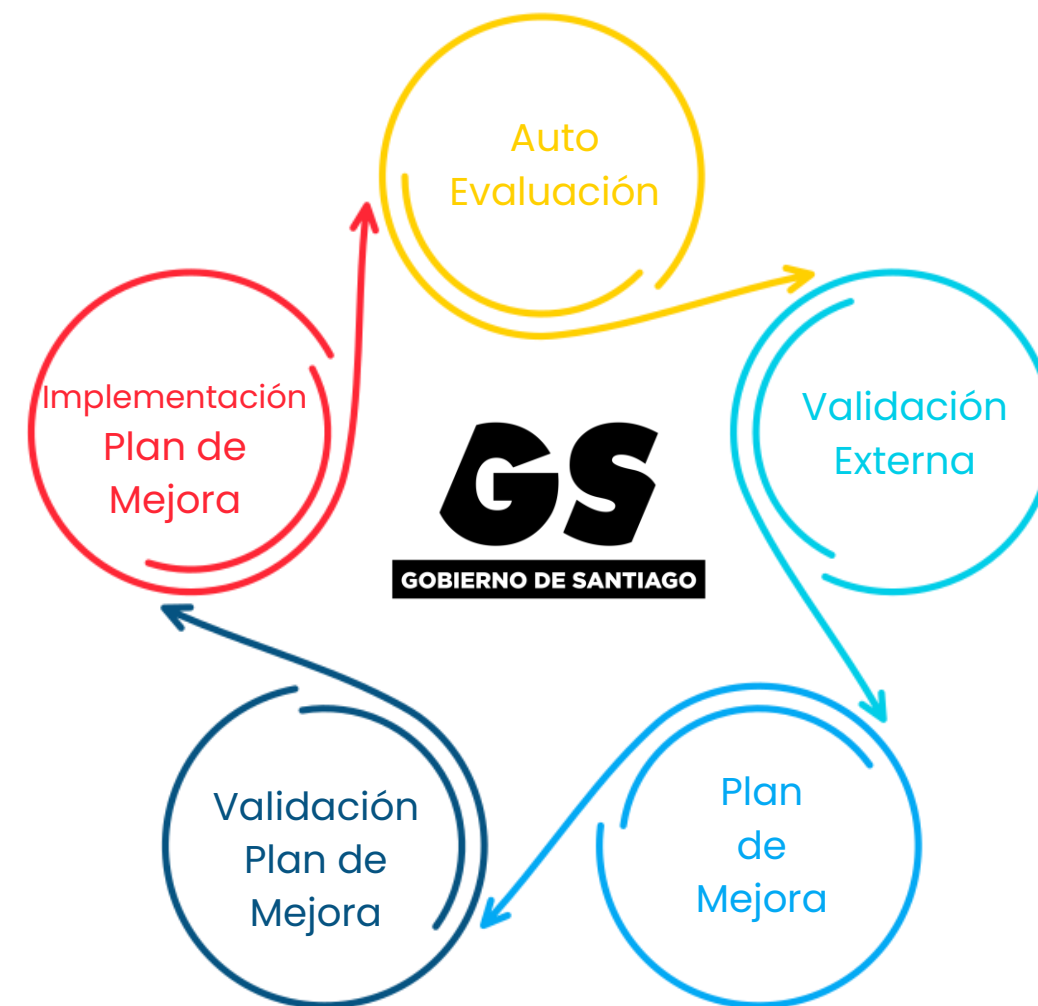 Auto
Evaluación
Validación
Externa
Plan
de
Mejora
Validación
Plan de
Mejora
Implementación
Plan de
Mejora
GS
GOBIERNO DE SANTIAGO